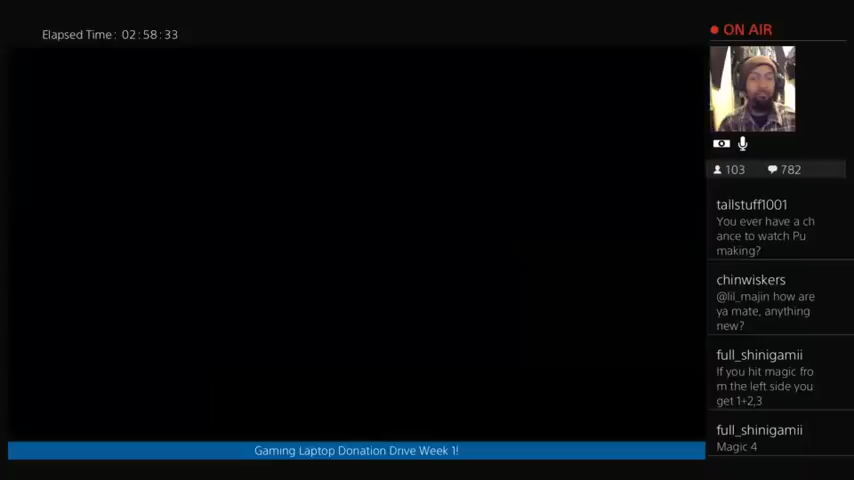 Elapsed Time: 02:58:33
ON AIR
103 782
tallstuff1001
You ever have a ch
ance to watch Pu
making?
chinwiskers
@lil_majin how are
ya mate, anything
new?
full_shinigamii
If you hit magic fro
m the left side you
get 1+2,3
full_shinigamii
Magic 4
Gaming Laptop Donation Drive Week 1!